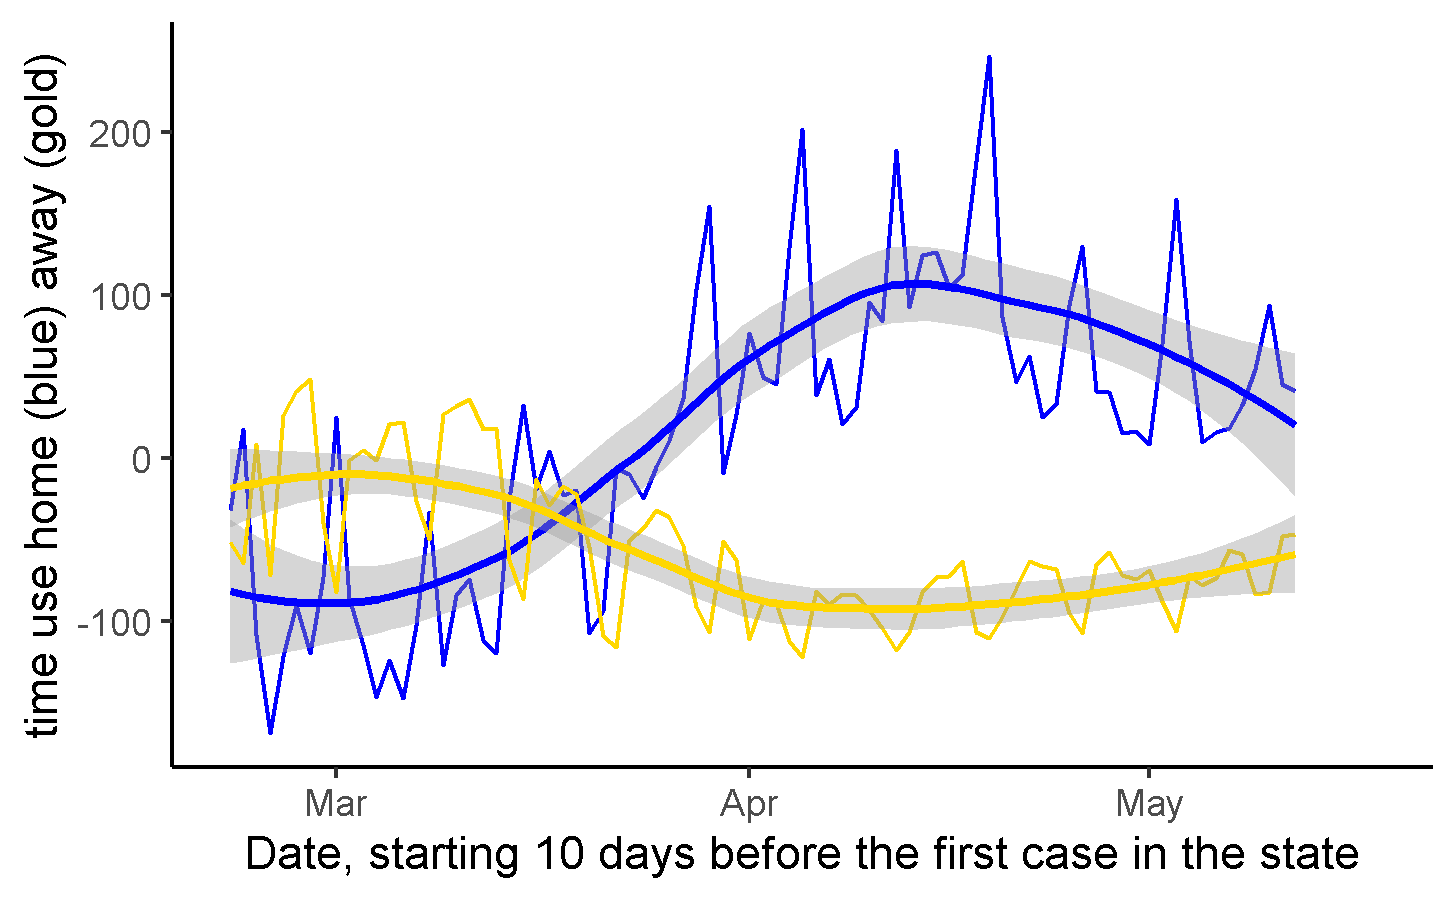 time use home (blue) away (gold)
200
100
0
-100
Mar
Apr
May
Date, starting 10 days before the first case in the state